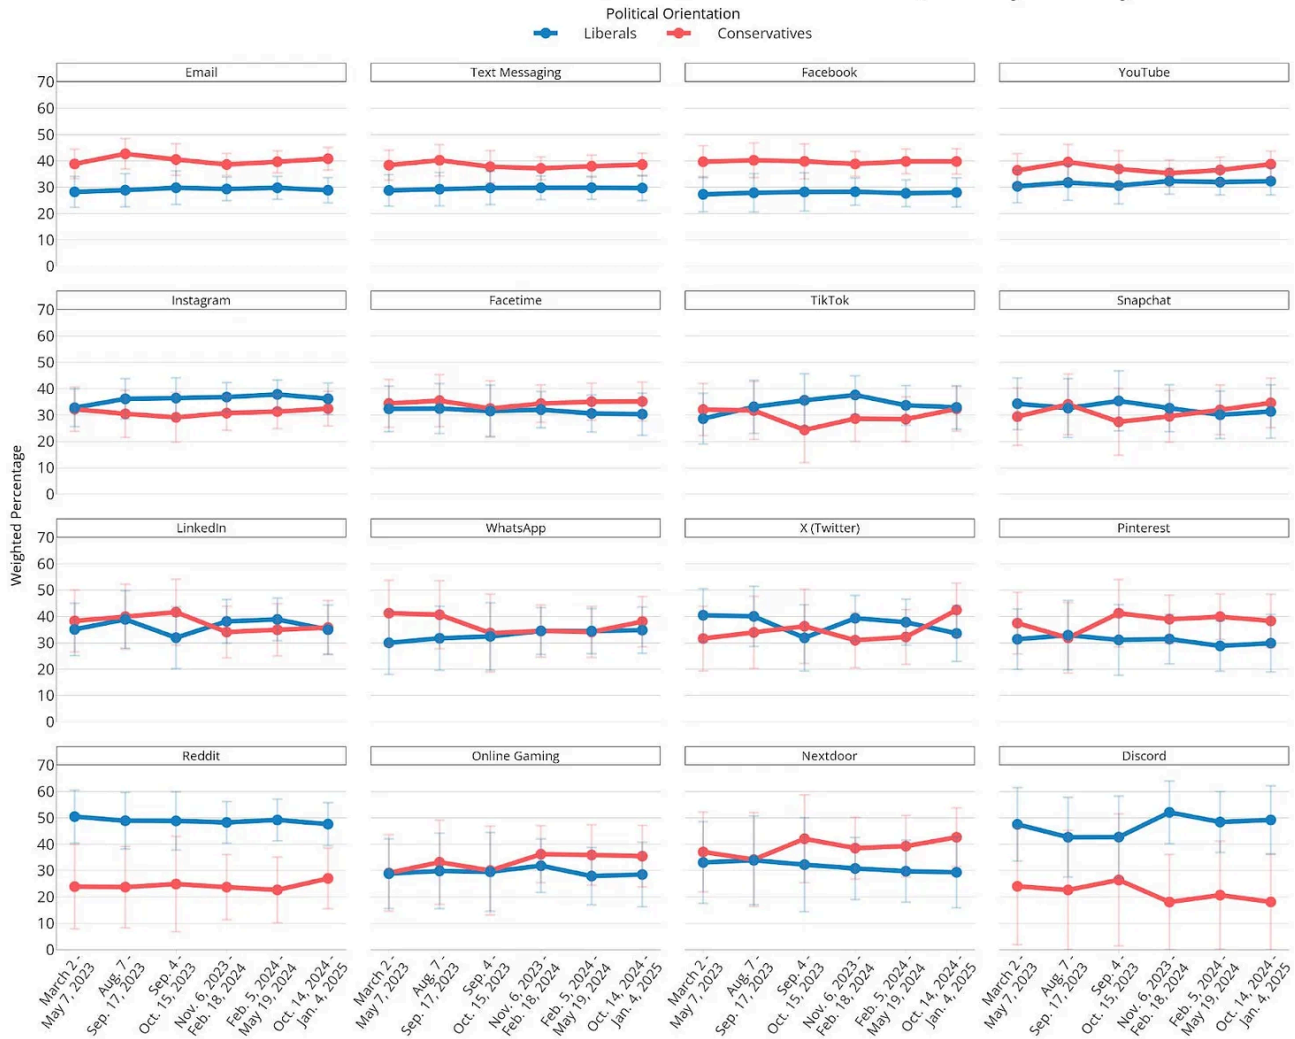 Political Orientation
Liberals Conservatives
Weighted Percentage
Email Text Messaging Facebook YouTube
70
60
50
40
30
20
10
0
Instagram Facetime TikTok Snapchat
70
60
50
40
30
20
10
0
LinkedIn WhatsApp X (Twitter) Pinterest
70
60
50
40
30
20
10
0
Reddit Online Gaming Nextdoor Discord
70
60
50
40
30
20
10
0
March 2 -
May 7, 2023
Aug. 7 -
Sep. 17, 2023
Sep. 4 -
Oct. 15, 2023
Nov. 6, 2023 -
Feb. 18, 2024
Feb. 5, 2024 -
May 19, 2024
Oct. 14, 2024 -
Jan. 4, 2025
March 2 -
May 7, 2023
Aug. 7 -
Sep. 17, 2023
Sep. 4 -
Oct. 15, 2023
Nov. 6, 2023 -
Feb. 18, 2024
Feb. 5, 2024 -
May 19, 2024
Oct. 14, 2024 -
Jan. 4, 2025
March 2 -
May 7, 2023
Aug. 7 -
Sep. 17, 2023
Sep. 4 -
Oct. 15, 2023
Nov. 6, 2023 -
Feb. 18, 2024
Feb. 5, 2024 -
May 19, 2024
Oct. 14, 2024 -
Jan. 4, 2025
March 2 -
May 7, 2023
Aug. 7 -
Sep. 17, 2023
Sep. 4 -
Oct. 15, 2023
Nov. 6, 2023 -
Feb. 18, 2024
Feb. 5, 2024 -
May 19, 2024
Oct. 14, 2024 -
Jan. 4, 2025